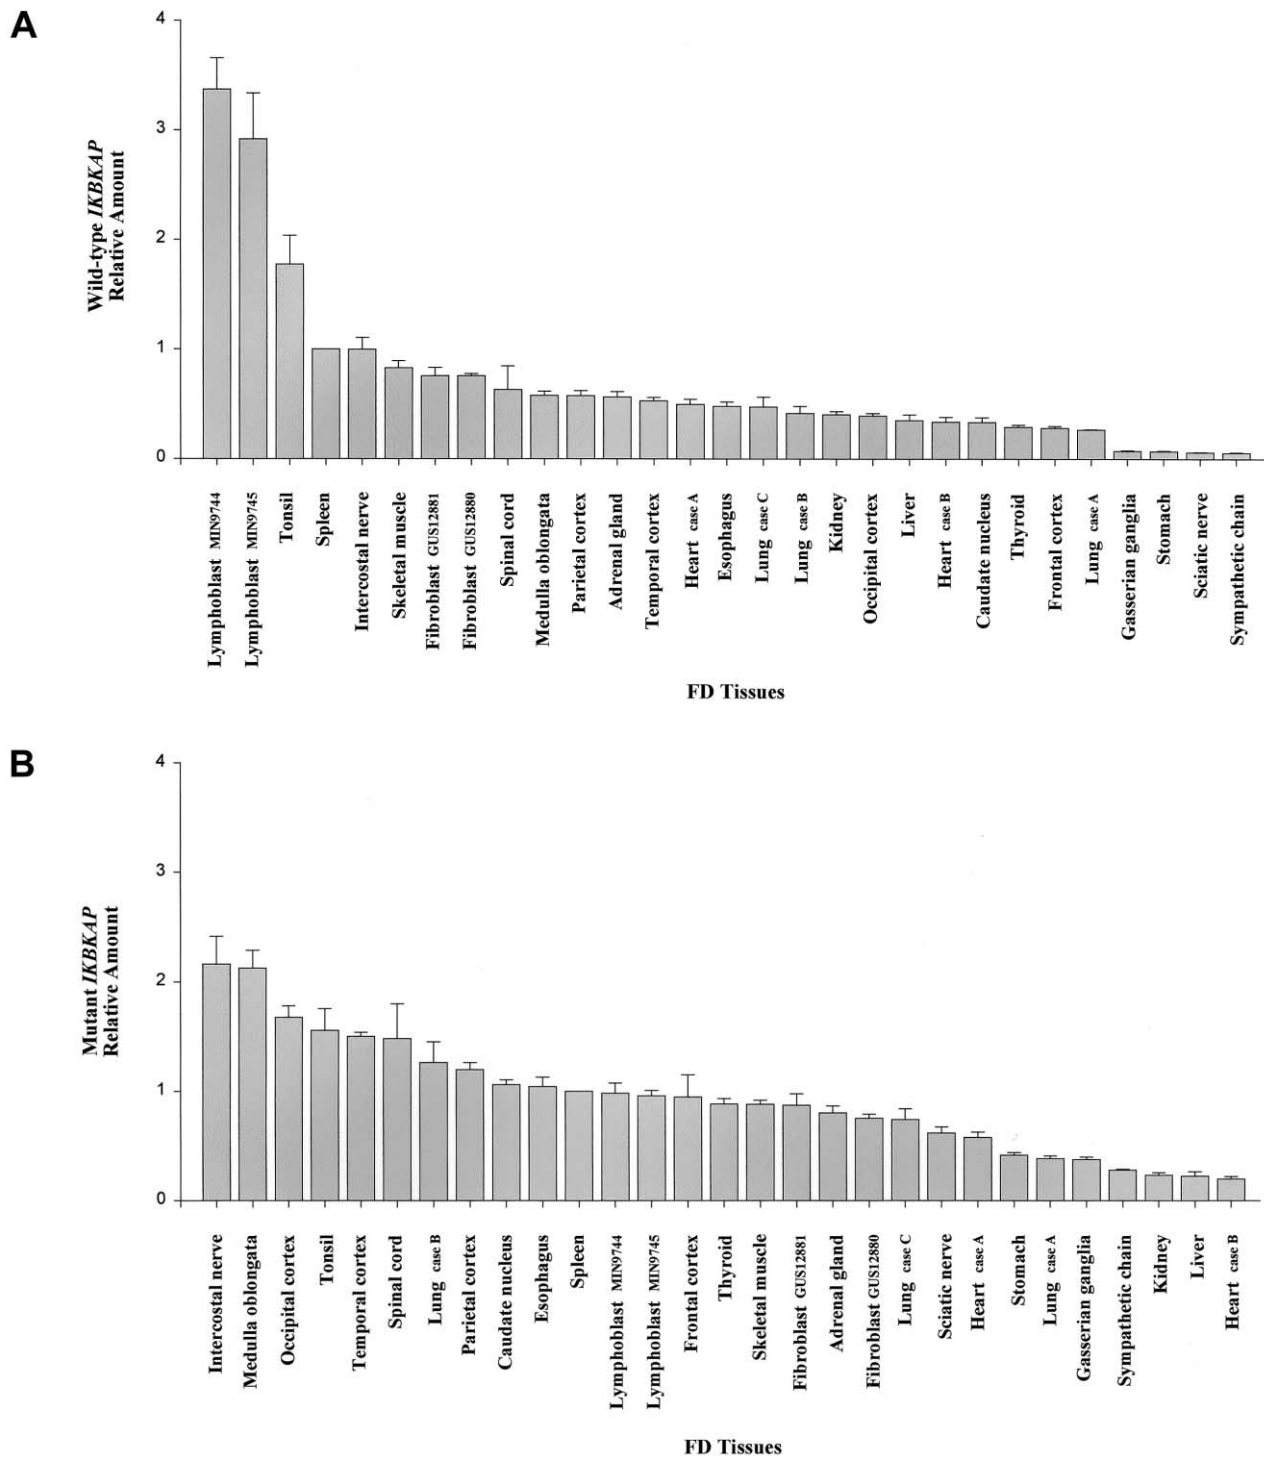 A
4
3
2
1
0
Wild-type IKBKAP
Relative Amount
Lymphoblast MIN9744
Lymphoblast MIN9745
Tonsil
Spleen
Intercostal nerve
Skeletal muscle
Fibroblast GUS12881
Fibroblast GUS12880
Spinal cord
Medulla oblongata
Parietal cortex
Adrenal gland
Temporal cortex
Heart case A
Esophagus
Lung case C
Lung case B
Kidney
Occipital cortex
Liver
Heart case B
Caudate nucleus
Thyroid
Frontal cortex
Lung case A
Gasserian ganglia
Stomach
Sciatic nerve
Sympathetic chain
FD Tissues
B
4
3
2
1
0
Mutant IKBKAP
Relative Amount
Intercostal nerve
Medulla oblongata
Occipital cortex
Tonsil
Temporal cortex
Spinal cord
Lung case B
Parietal cortex
Caudate nucleus
Esophagus
Spleen
Lymphoblast MIN9744
Lymphoblast MIN9745
Frontal cortex
Thyroid
Skeletal muscle
Fibroblast GUS12881
Adrenal gland
Fibroblast GUS12880
Lung case C
Sciatic nerve
Heart case A
Stomach
Lung case A
Gasserian ganglia
Sympathetic chain
Kidney
Liver
Heart case B
FD Tissues